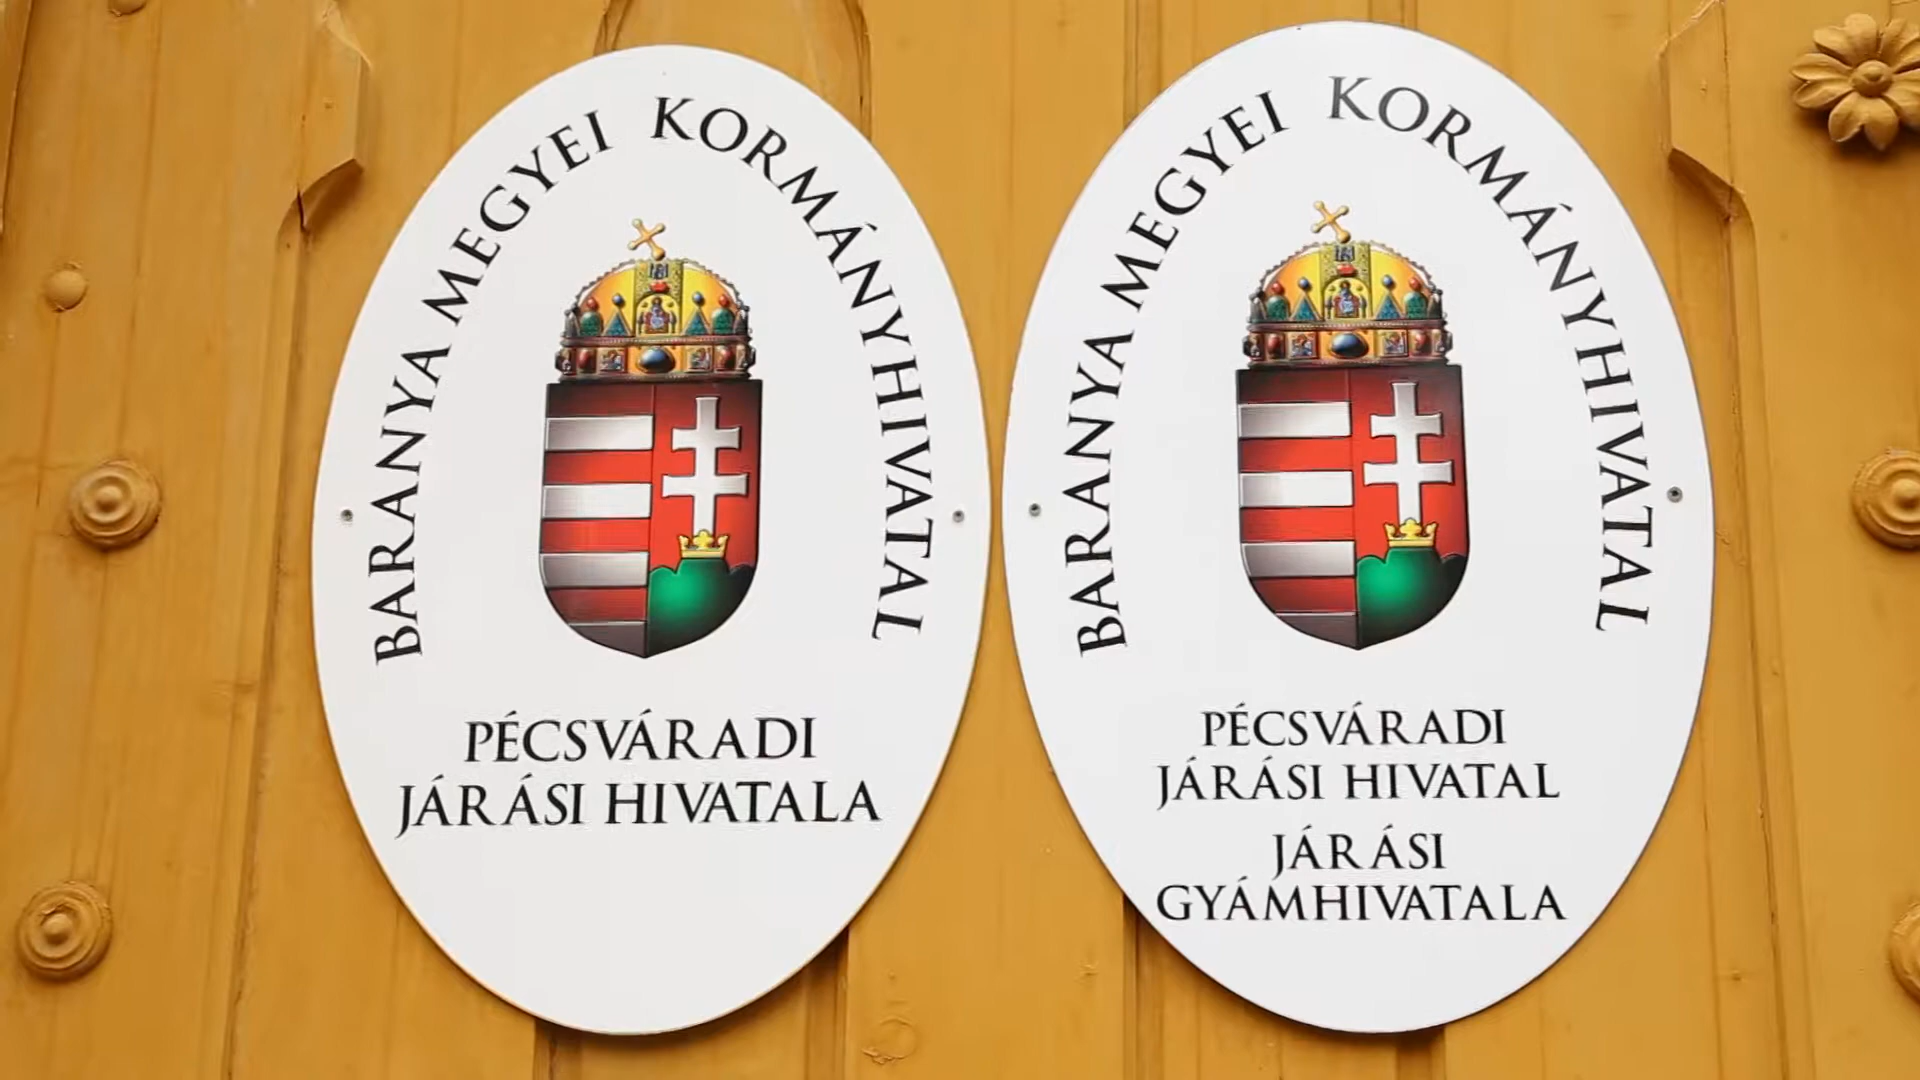 BARANYA MEGYEI KORMÁNYHIVATAL
PÉCSVÁRADI
JÁRÁSI HIVATALA
BARANYA MEGYEI KORMÁNYHIVATAL
PÉCSVÁRADI
JÁRÁSI HIVATAL
JÁRÁSI
GYÁMHIVATALA